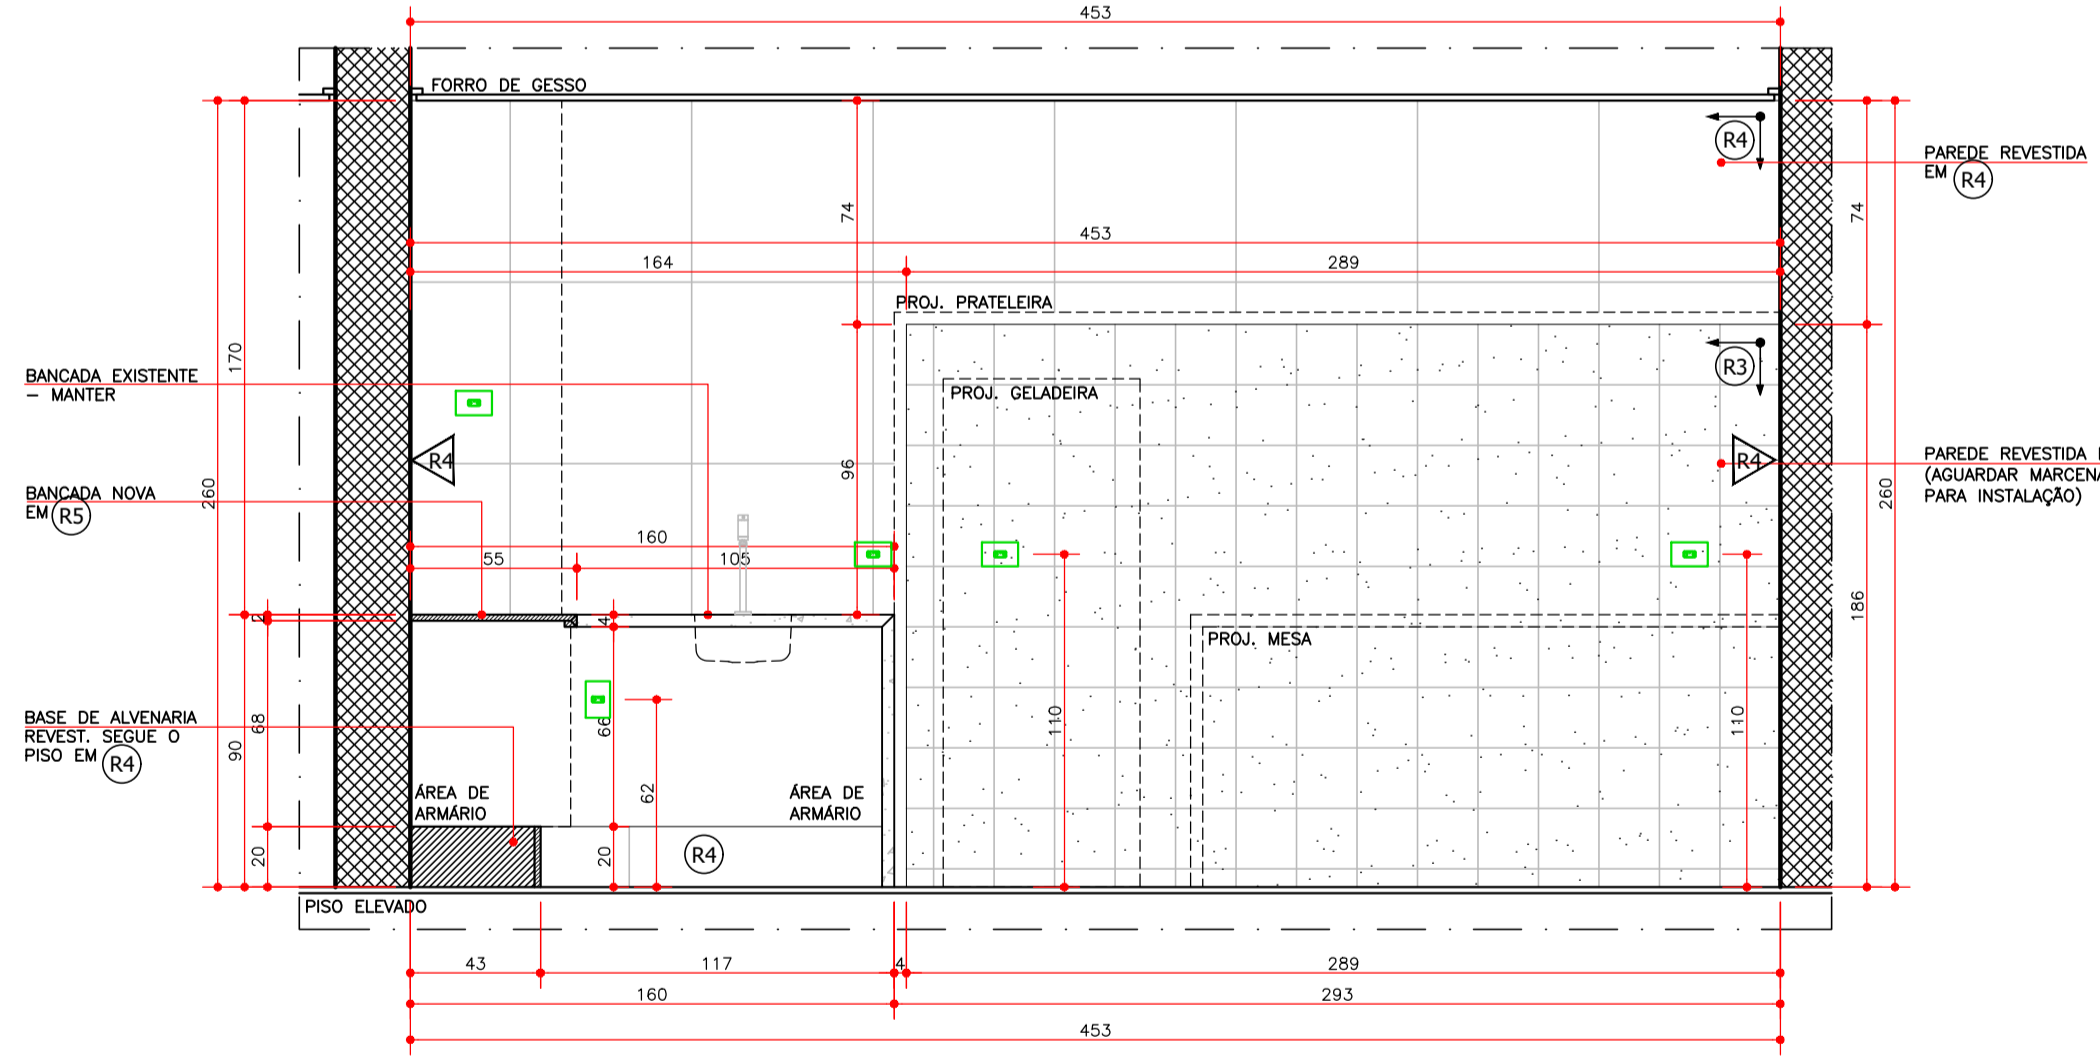 453
FORRO DE GESSO
R4
PAREDE REVESTIDA
EM R4
74
74
453
164
289
PROJ. PRATELEIRA
170
260
BANCADA EXISTENTE
– MANTER
R3
PROJ. GELADEIRA
R4
R4
PAREDE REVESTIDA
(AGUARDAR MARCENA
PARA INSTALAÇÃO)
96
260
BANCADA NOVA
EM R5
160
55
105
186
2
4
PROJ. MESA
BASE DE ALVENARIA
REVEST. SEGUE O
PISO EM R4
68
90
66
62
110
110
ÁREA DE
ARMÁRIO
ÁREA DE
ARMÁRIO
20
20
R4
PISO ELEVADO
43
117
4
289
160
293
453